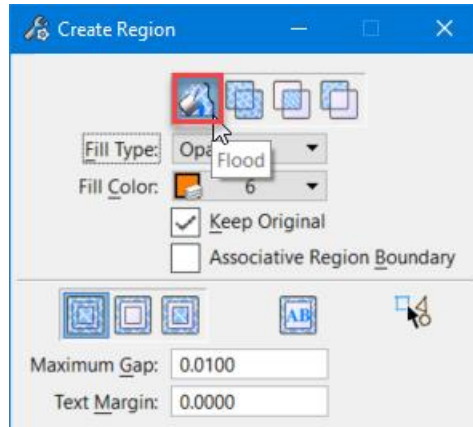 Create Region
Fill Type: Opa
Flood
Fill Color: 6
Keep Original
Associative Region Boundary
AB
Maximum Gap: 0.0100
Text Margin: 0.0000